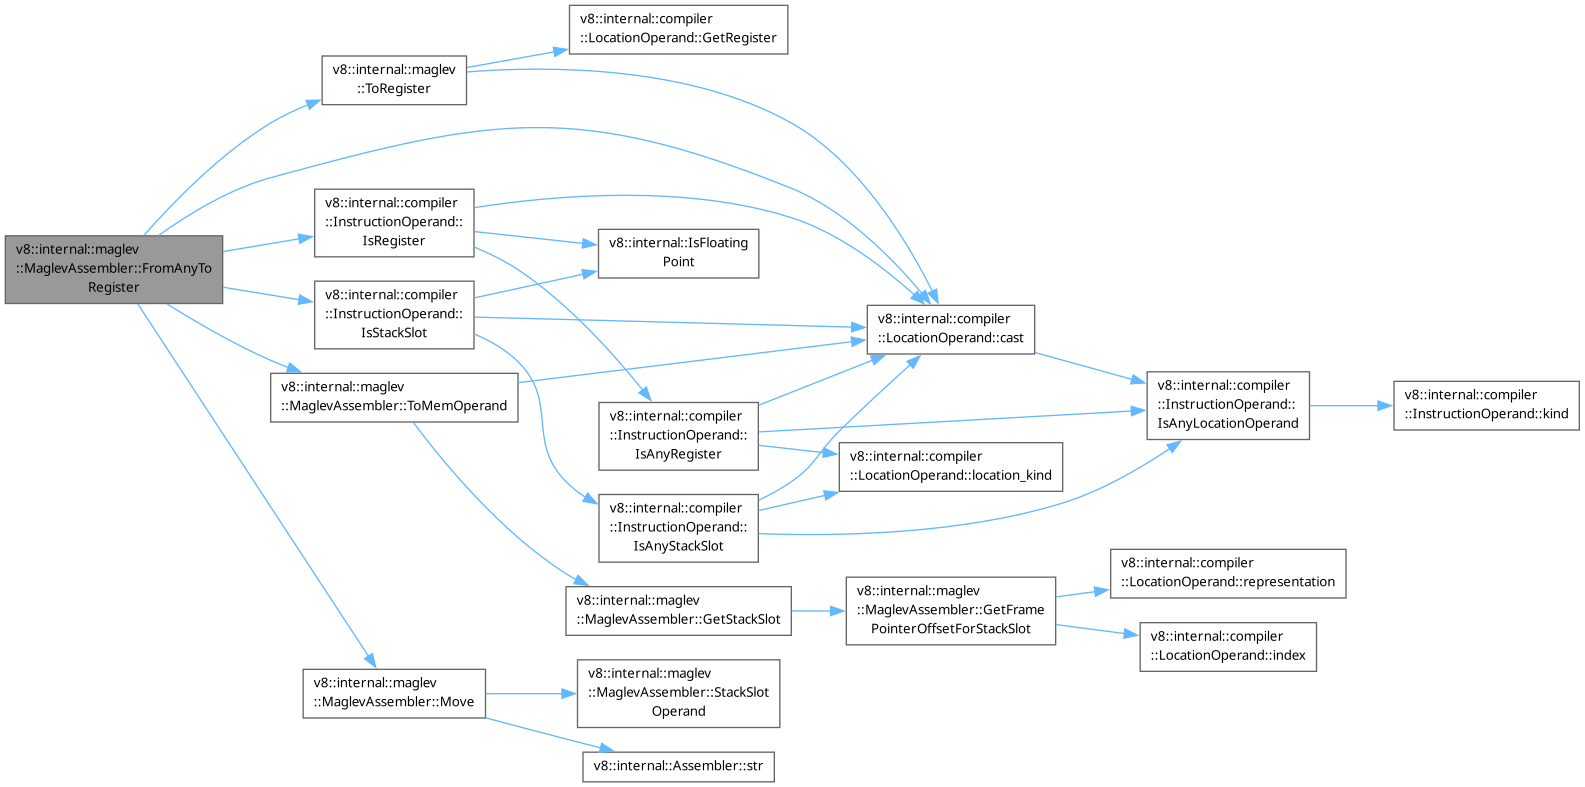 v8::internal::compiler
::LocationOperand::GetRegister
v8::internal::maglev
::ToRegister
v8::internal::compiler
::InstructionOperand::
IsRegister
v8::internal::IsFloating
Point
v8::internal::maglev
::MaglevAssembler::FromAnyTo
Register
v8::internal::compiler
::InstructionOperand::
IsStackSlot
v8::internal::compiler
::LocationOperand::cast
v8::internal::maglev
::MaglevAssembler::ToMemOperand
v8::internal::compiler
::InstructionOperand::
IsAnyLocationOperand
v8::internal::compiler
::InstructionOperand::kind
v8::internal::compiler
::InstructionOperand::
IsAnyRegister
v8::internal::compiler
::LocationOperand::location_kind
v8::internal::compiler
::InstructionOperand::
IsAnyStackSlot
v8::internal::compiler
::LocationOperand::representation
v8::internal::maglev
::MaglevAssembler::GetStackSlot
v8::internal::maglev
::MaglevAssembler::GetFrame
PointerOffsetForStackSlot
v8::internal::compiler
::LocationOperand::index
v8::internal::maglev
::MaglevAssembler::Move
v8::internal::maglev
::MaglevAssembler::StackSlot
Operand
v8::internal::Assembler::str